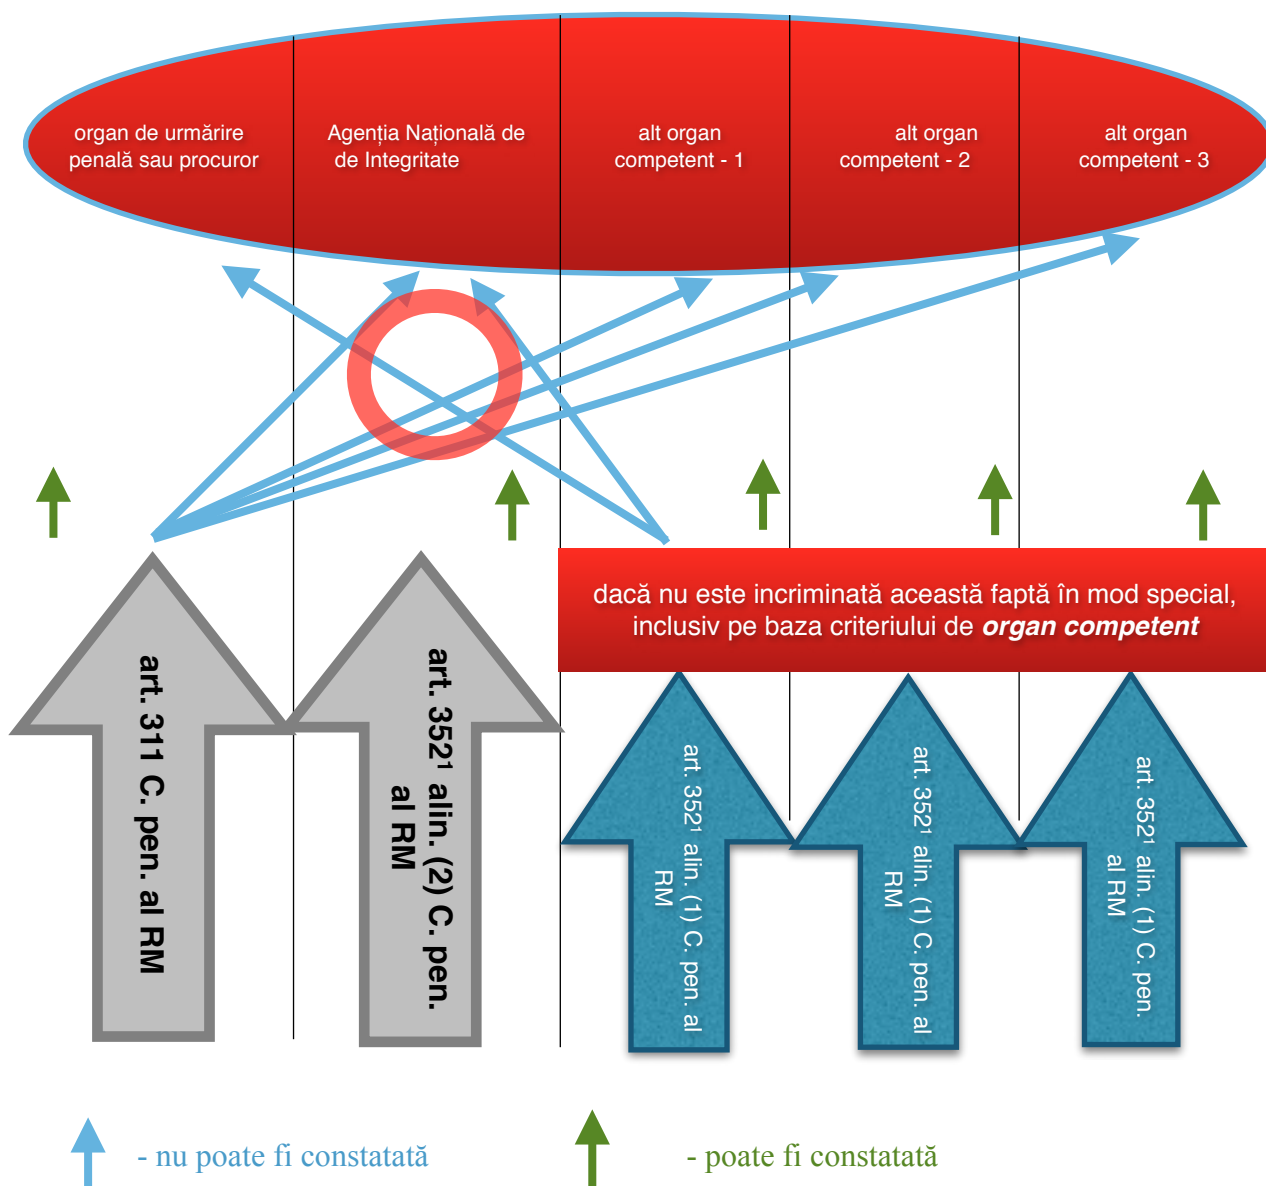 organ de urmărire
penală sau procuror
Agenția Națională de
de Integritate
alt organ
competent - 1
alt organ
competent - 2
alt organ
competent - 3
dacă nu este incriminată această faptă în mod special,
inclusiv pe baza criteriului de organ competent
art. 311 C. pen. al RM
art. 352¹ alin. (2) C. pen.
al RM
art. 352¹ alin. (1) C. pen. al
RM
art. 352¹ alin. (1) C. pen. al
RM
art. 352¹ alin. (1) C. pen.
al RM
- nu poate fi constatată
- poate fi constatată